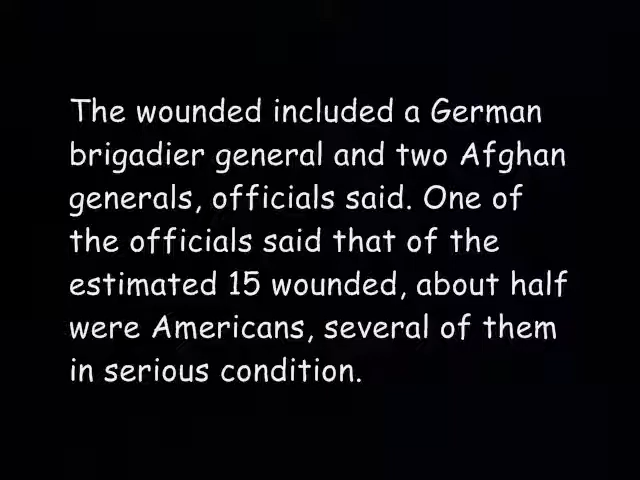 The wounded included a German
brigadier general and two Afghan
generals, officials said. One of
the officials said that of the
estimated 15 wounded, about half
were Americans, several of them
in serious condition.